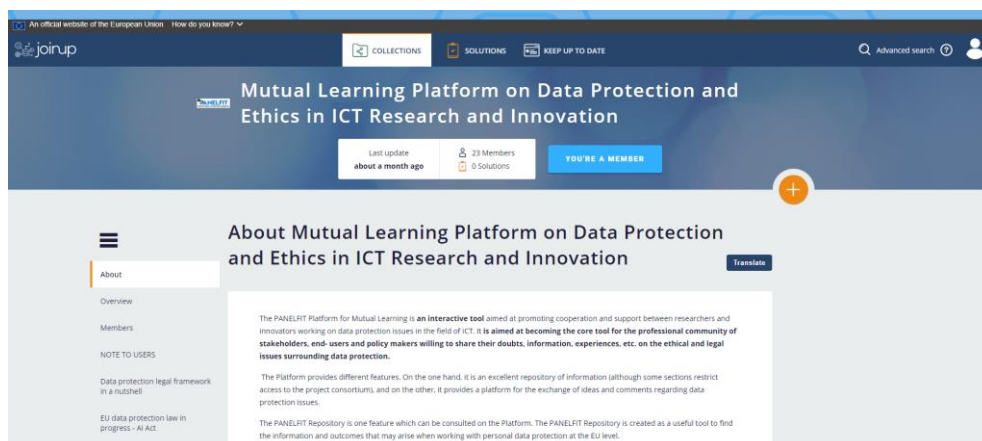 An official website of the European Union How do you know?
joinup
COLLECTIONS
SOLUTIONS
KEEP UP TO DATE
Advanced search
PANELFIT
Mutual Learning Platform on Data Protection and
Ethics in ICT Research and Innovation
Last update
about a month ago
23 Members
0 Solutions
YOU'RE A MEMBER
About Mutual Learning Platform on Data Protection
and Ethics in ICT Research and Innovation
Translate
About
Overview
Members
NOTE TO USERS
Data protection legal framework
in a nutshell
EU data protection law in
progress - AI Act
The PANELFIT Platform for Mutual Learning is an interactive tool aimed at promoting cooperation and support between researchers and
innovators working on data protection issues in the field of ICT. It is aimed at becoming the core tool for the professional community of
stakeholders, end- users and policy makers willing to share their doubts, information, experiences, etc. on the ethical and legal
issues surrounding data protection.
The Platform provides different features. On the one hand, it is an excellent repository of information (although some sections restrict
access to the project consortium), and on the other, it provides a platform for the exchange of ideas and comments regarding data
protection issues.
The PANELFIT Repository is one feature which can be consulted on the Platform. The PANELFIT Repository is created as a useful tool to find
the information and outcomes that may arise when working with personal data protection at the EU level.